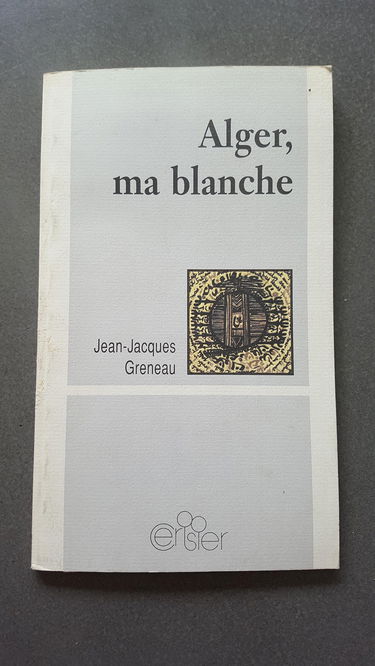 Alger,
ma blanche
Jean-Jacques
Greneau
Cerisier